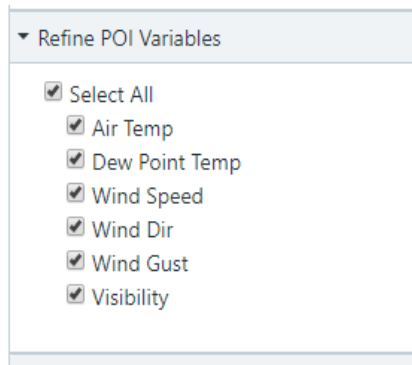 Refine POI Variables
Select All
Air Temp
Dew Point Temp
Wind Speed
Wind Dir
Wind Gust
Visibility